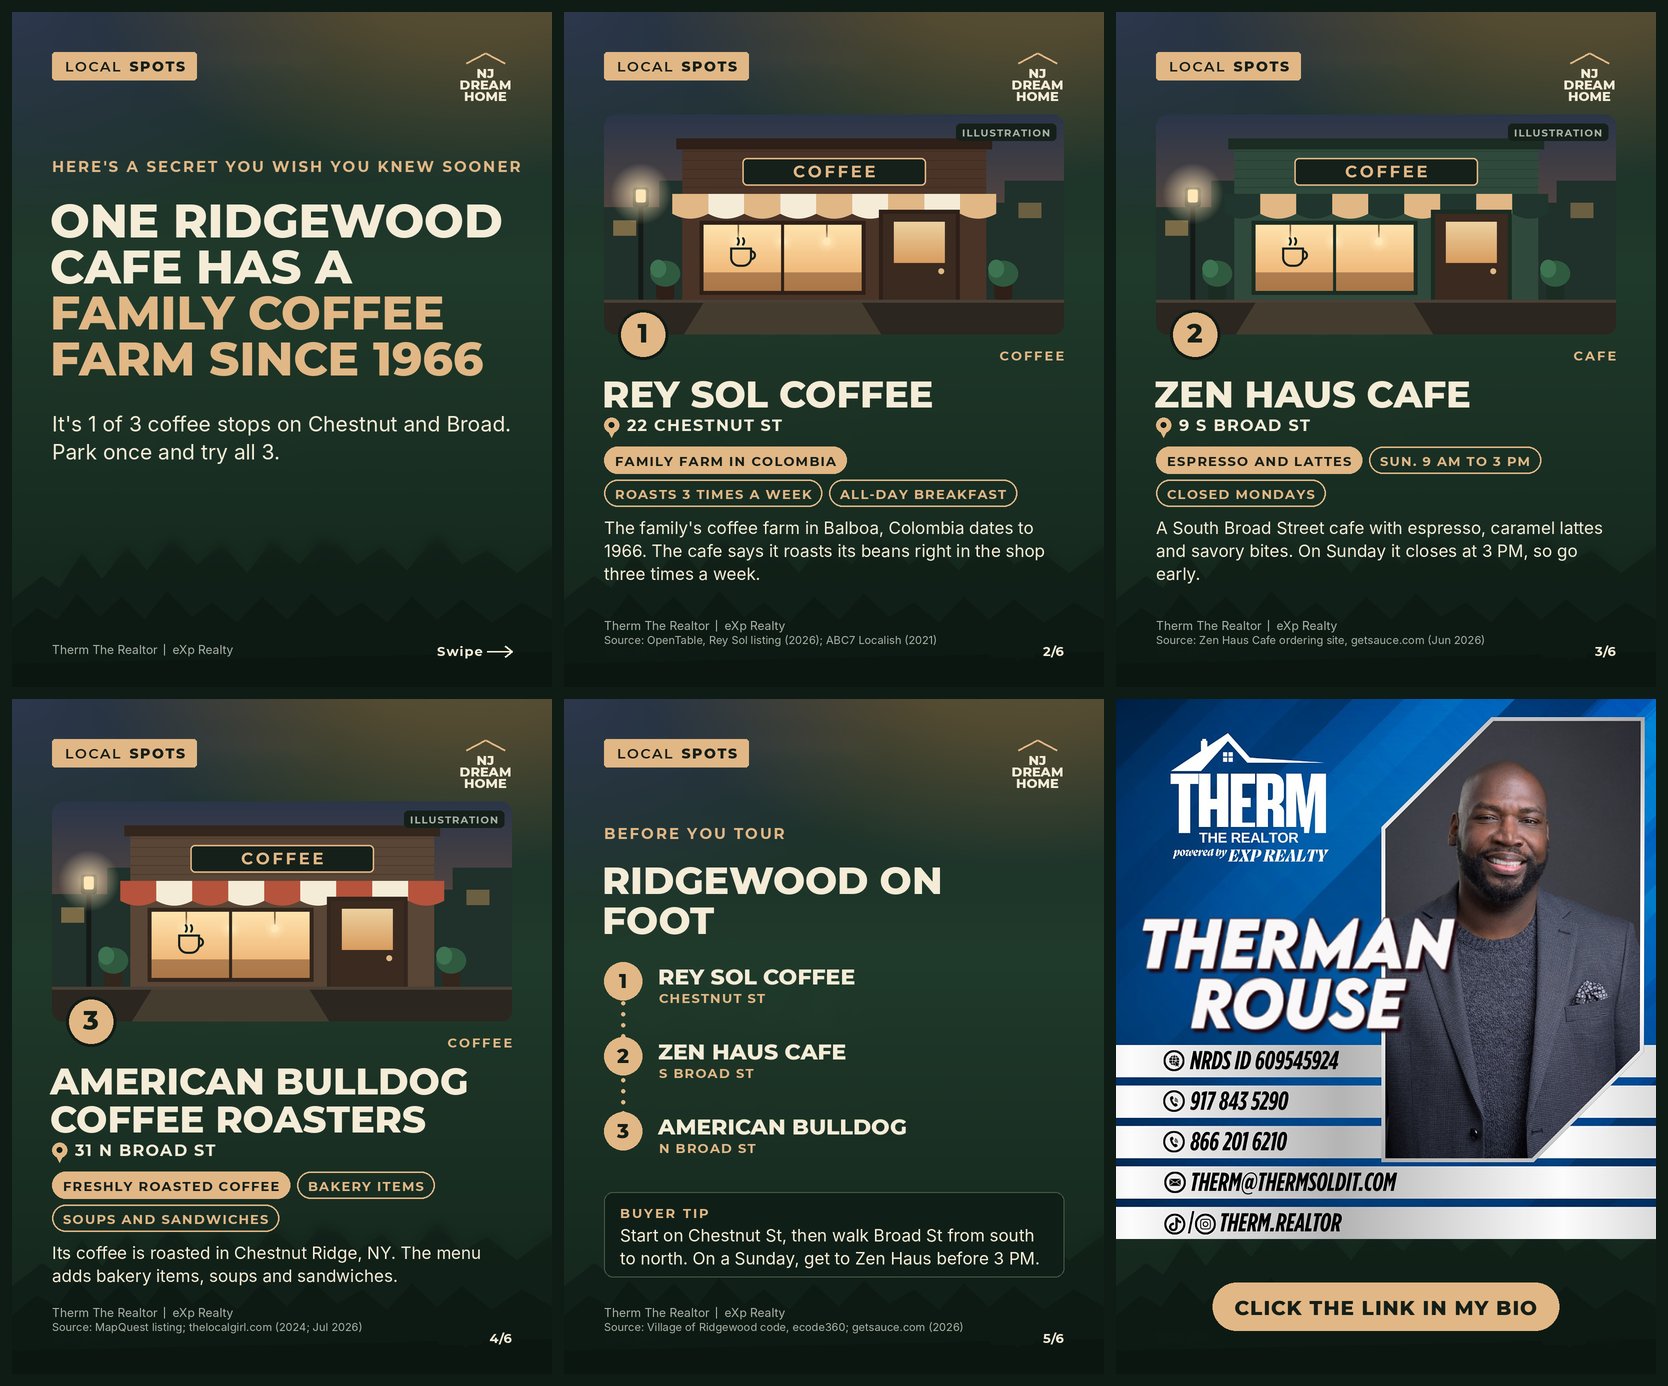 LOCAL SPOTS
NJ
DREAM
HOME
HERE'S A SECRET YOU WISH YOU KNEW SOONER
ONE RIDGEWOOD
CAFE HAS A
FAMILY COFFEE
FARM SINCE 1966
It's 1 of 3 coffee stops on Chestnut and Broad.
Park once and try all 3.
Therm The Realtor | eXp Realty
Swipe
LOCAL SPOTS
NJ
DREAM
HOME
ILLUSTRATION
COFFEE
1
COFFEE
REY SOL COFFEE
22 CHESTNUT ST
FAMILY FARM IN COLOMBIA
ROASTS 3 TIMES A WEEK
ALL-DAY BREAKFAST
The family's coffee farm in Balboa, Colombia dates to
1966. The cafe says it roasts its beans right in the shop
three times a week.
Therm The Realtor | eXp Realty
Source: OpenTable, Rey Sol listing (2026); ABC7 Localish (2021)
2/6
LOCAL SPOTS
NJ
DREAM
HOME
ILLUSTRATION
COFFEE
2
CAFE
ZEN HAUS CAFE
9 S BROAD ST
ESPRESSO AND LATTES
SUN. 9 AM TO 3 PM
CLOSED MONDAYS
A South Broad Street cafe with espresso, caramel lattes
and savory bites. On Sunday it closes at 3 PM, so go
early.
Therm The Realtor | eXp Realty
Source: Zen Haus Cafe ordering site, getsauce.com (Jun 2026)
3/6
LOCAL SPOTS
NJ
DREAM
HOME
ILLUSTRATION
COFFEE
3
COFFEE
AMERICAN BULLDOG
COFFEE ROASTERS
31 N BROAD ST
FRESHLY ROASTED COFFEE
BAKERY ITEMS
SOUPS AND SANDWICHES
Its coffee is roasted in Chestnut Ridge, NY. The menu
adds bakery items, soups and sandwiches.
Therm The Realtor | eXp Realty
Source: MapQuest listing; thelocalgirl.com (2024; Jul 2026)
4/6
LOCAL SPOTS
NJ
DREAM
HOME
BEFORE YOU TOUR
RIDGEWOOD ON
FOOT
1
REY SOL COFFEE
CHESTNUT ST
2
ZEN HAUS CAFE
S BROAD ST
3
AMERICAN BULLDOG
N BROAD ST
BUYER TIP
Start on Chestnut St, then walk Broad St from south
to north. On a Sunday, get to Zen Haus before 3 PM.
Therm The Realtor | eXp Realty
Source: Village of Ridgewood code, ecode360; getsauce.com (2026)
5/6
THERM
THE REALTOR
powered by EXP REALTY
THERMAN
ROUSE
NRDS ID 609545924
917 843 5290
866 201 6210
THERM@THERMSOLDIT.COM
/ THERM.REALTOR
CLICK THE LINK IN MY BIO